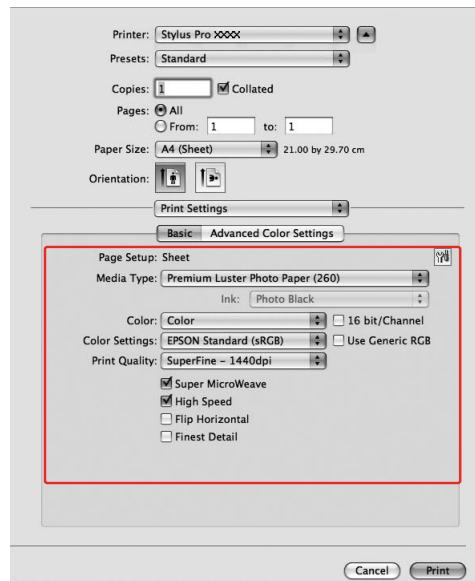 Printer: Stylus Pro XXXX
Presets: Standard
Copies: 1 Collated
Pages: All
From: 1 to: 1
Paper Size: A4 (Sheet) 21.00 by 29.70 cm
Orientation:
Print Settings
Basic Advanced Color Settings
Page Setup: Sheet
Media Type: Premium Luster Photo Paper (260)
Ink: Photo Black
Color: Color 16 bit/Channel
Color Settings: EPSON Standard (sRGB) Use Generic RGB
Print Quality: SuperFine – 1440dpi
Super MicroWeave
High Speed
Flip Horizontal
Finest Detail
Cancel Print